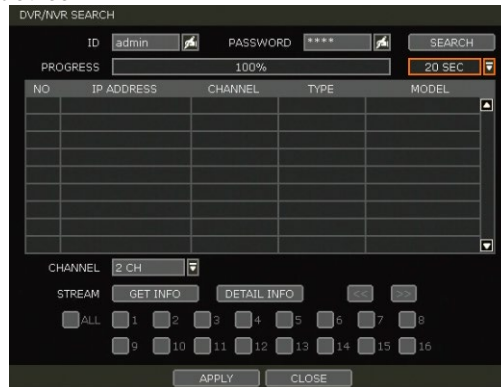 DVR/NVR SEARCH
ID admin PASSWORD **** SEARCH
PROGRESS 100% 20 SEC
NO IP ADDRESS CHANNEL TYPE MODEL
CHANNEL 2 CH
STREAM GET INFO DETAIL INFO << >>
ALL 1 2 3 4 5 6 7 8
9 10 11 12 13 14 15 16
APPLY CLOSE